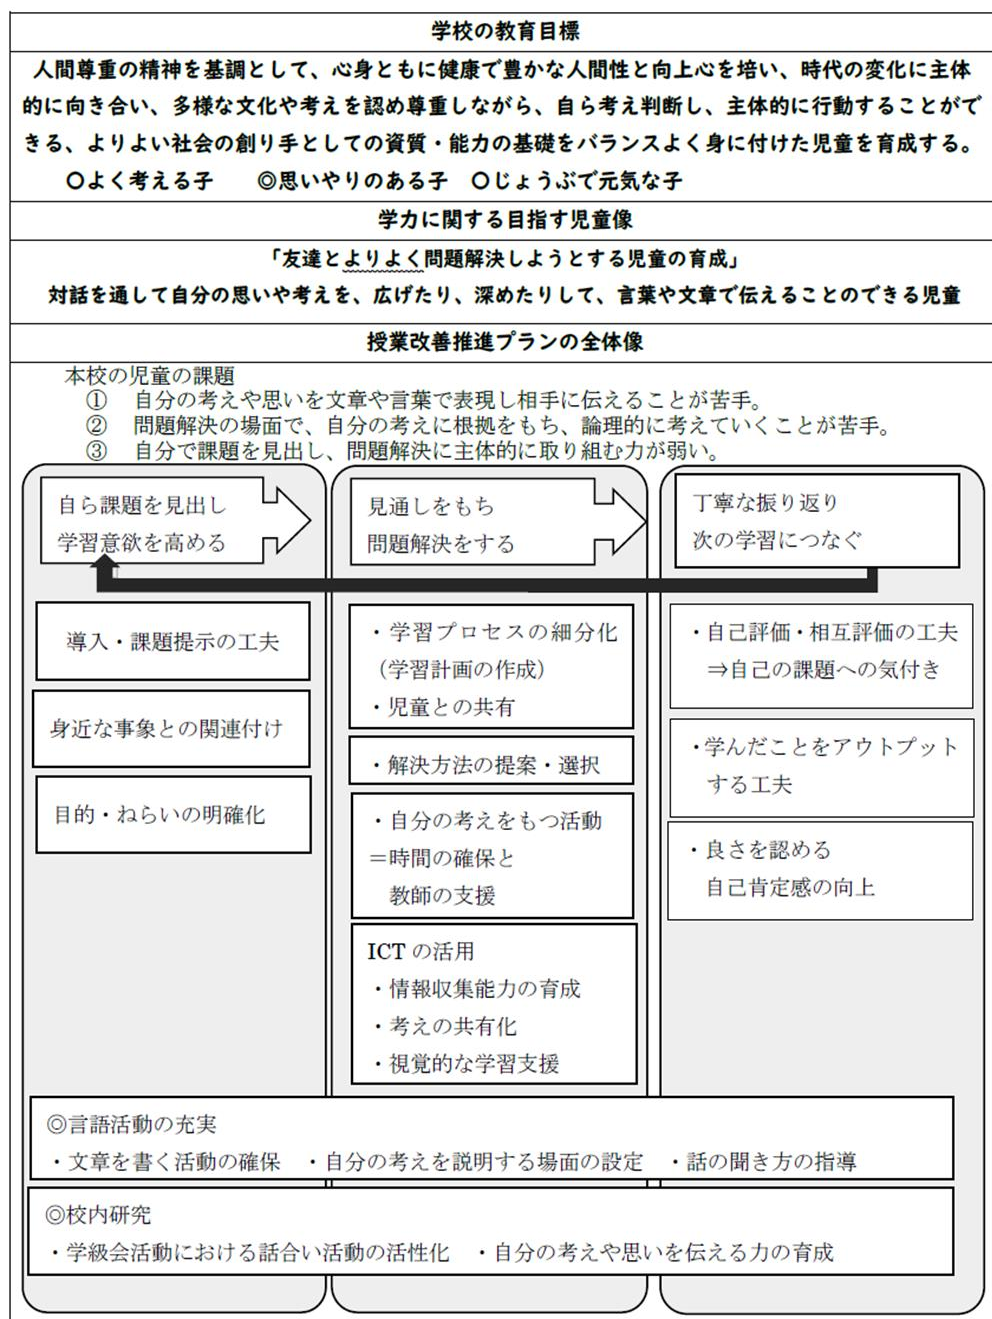 学校の教育目標
人間尊重の精神を基調として、心身ともに健康で豊かな人間性と向上心を培い、時代の変化に主体
的に向き合い、多様な文化や考えを認め尊重しながら、自ら考え判断し、主体的に行動することがで
きる、よりよい社会の創り手としての資質・能力の基礎をバランスよく身に付けた児童を育成する。
〇よく考える子　◎思いやりのある子　〇じょうぶで元気な子
学力に関する目指す児童像
「友達とよりよく問題解決しようとする児童の育成」
対話を通して自分の思いや考えを、広げたり、深めたりして、言葉や文章で伝えることのできる児童
授業改善推進プランの全体像
本校の児童の課題
①　自分の考えや思いを文章や言葉で表現し相手に伝えることが苦手。
②　問題解決の場面で、自分の考えに根拠をもち、論理的に考えていくことが苦手。
③　自分で課題を見出し、問題解決に主体的に取り組む力が弱い。
自ら課題を見出し
学習意欲を高める
導入・課題提示の工夫
身近な事象との関連付け
目的・ねらいの明確化
見通しをもち
問題解決をする
・学習プロセスの細分化
（学習計画の作成）
・児童との共有
・解決方法の提案・選択
・自分の考えをもつ活動
＝時間の確保と
教師の支援
ICT の活用
・情報収集能力の育成
・考えの共有化
・視覚的な学習支援
丁寧な振り返り
次の学習につなぐ
・自己評価・相互評価の工夫
⇒自己の課題への気付き
・学んだことをアウトプット
する工夫
・良さを認める
自己肯定感の向上
◎言語活動の充実
・文章を書く活動の確保　・自分の考えを説明する場面の設定　・話の聞き方の指導
◎校内研究
・学級会活動における話合い活動の活性化　・自分の考えや思いを伝える力の育成